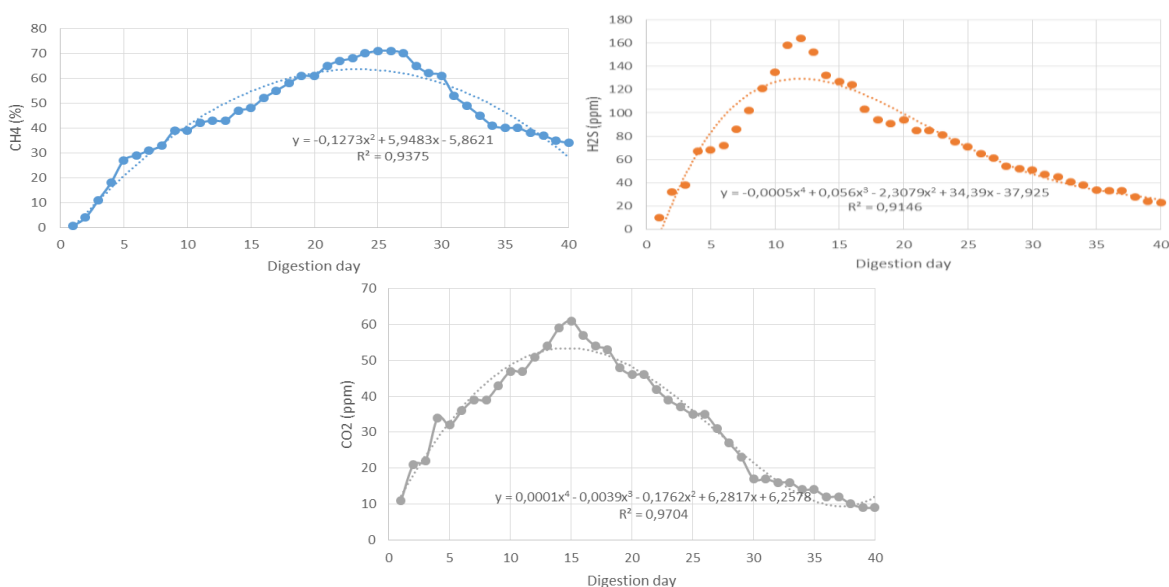 80
70
60
50
40
30
20
10
0
CH4 (%)
y = -0,1273x² + 5,9483x - 5,8621
R² = 0,9375
0 5 10 15 20 25 30 35 40
Digestion day
180
160
140
120
100
80
60
40
20
0
H2S (ppm)
y = -0,0005x⁴ + 0,056x³ - 2,3079x² + 34,39x - 37,925
R² = 0,9146
0 5 10 15 20 25 30 35 40
Digestion day
70
60
50
40
30
20
10
0
CO2 (ppm)
y = 0,0001x⁴ - 0,0039x³ - 0,1762x² + 6,2817x + 6,2578
R² = 0,9704
0 5 10 15 20 25 30 35 40
Digestion day